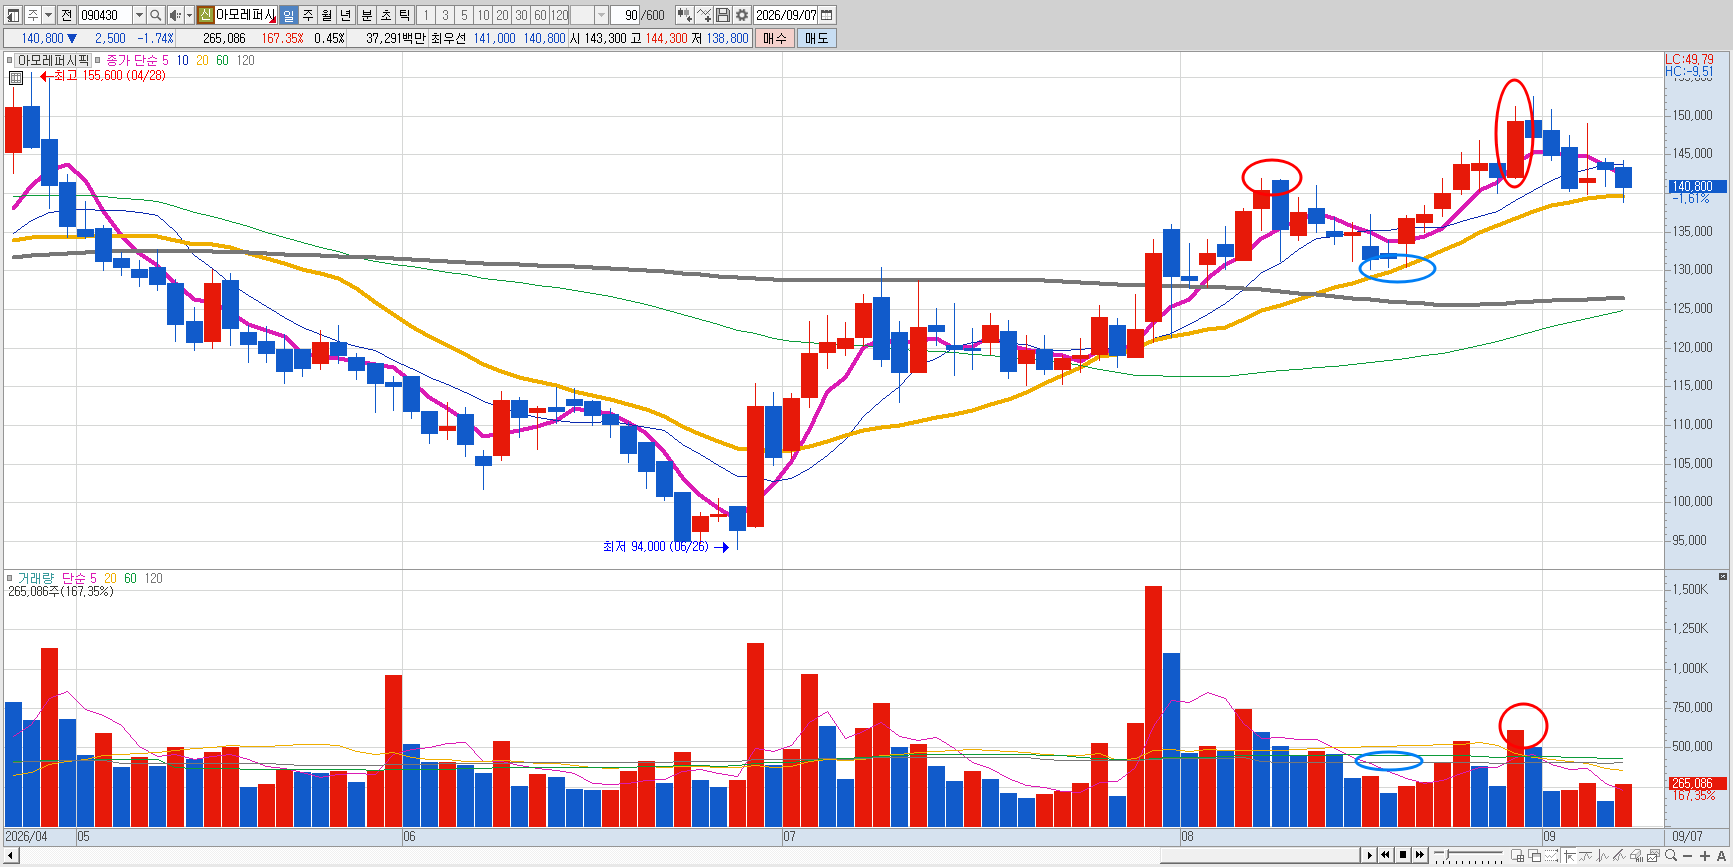 주 전 090430 신 아모레퍼시 일 주 월 년 분 초 틱 1 3 5 10 20 30 60 120 90 /600 2026/09/07
140,800 ▼ 2,500 -1.74% 265,086 167.35% 0.45% 37,291백만 최우선 141,000 140,800 시 143,300 고 144,300 저 138,800 매수 매도
아모레퍼시픽 종가 단순 5 10 20 60 120
LC:49.79
HC:-9.51
최고 155,600 (04/28)
150,000
145,000
140,800
-1.61%
135,000
130,000
125,000
120,000
115,000
110,000
105,000
100,000
최저 94,000 (06/26)
95,000
거래량 단순 5 20 60 120
265,086주(167.35%)
1,500K
1,250K
1,000K
750,000
500,000
265,086
167.35%
2026/04 05 06 07 08 09 09/07
A